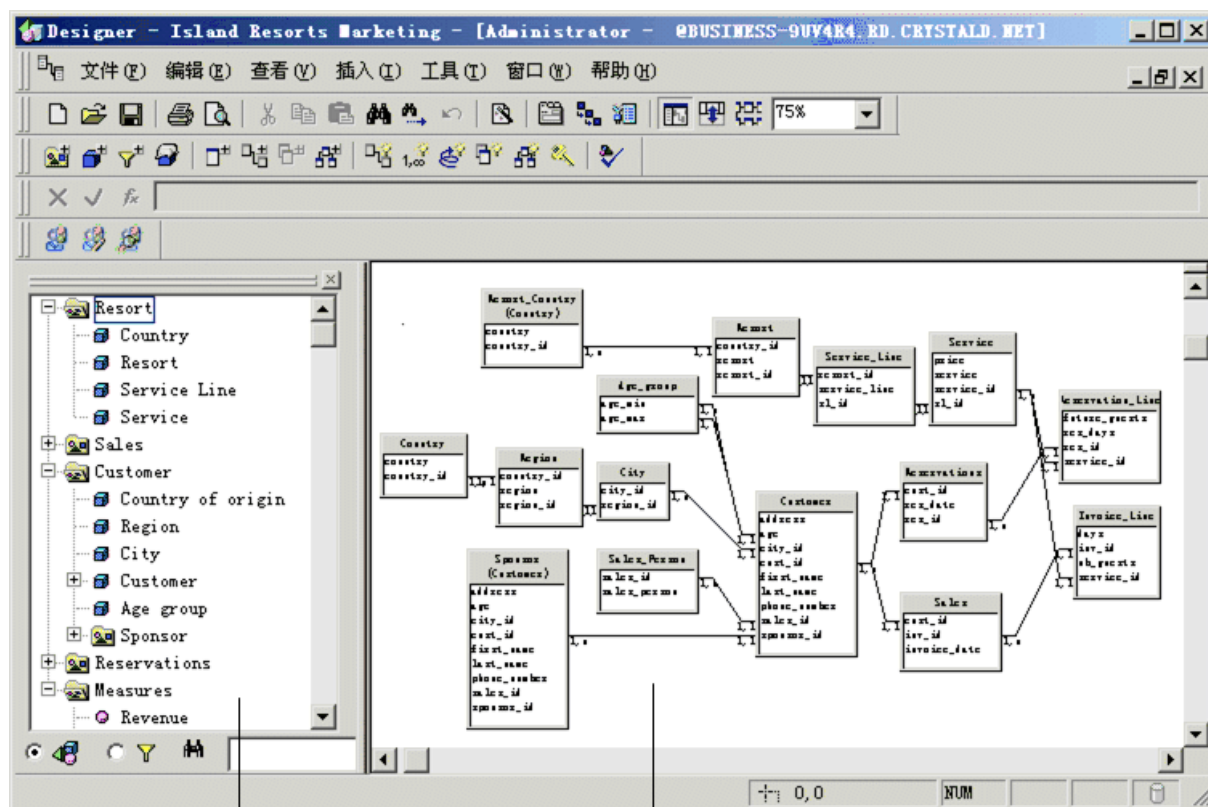 Designer - Island Resorts Marketing - [Administrator - @BUSINESS-9UV4R4.RD.CRYSTALD.NET]
文件(F) 编辑(E) 查看(V) 插入(I) 工具(T) 窗口(W) 帮助(H)
75%
Resort
Country
Resort
Service Line
Service
Sales
Customer
Country of origin
Region
City
Customer
Age group
Sponsor
Reservations
Measures
Revenue
Resort_Country
(Country)
country
country_id
Resort
country_id
resort
resort_id
Service_Line
resort_id
service_line
sl_id
Service
price
service
service_id
sl_id
Reservation_Line
future_guests
res_days
res_id
service_id
Age_group
age_min
age_max
Country
country
country_id
Region
country_id
region
region_id
City
city_id
region_id
Customer
address
age
city_id
cust_id
first_name
last_name
phone_number
sales_id
sponsor_id
Reservations
cust_id
res_date
res_id
Invoice_Line
days
inv_id
nb_guests
service_id
Sponsor
(Customer)
address
age
city_id
cust_id
first_name
last_name
phone_number
sales_id
sponsor_id
Sales_Person
sales_id
sales_person
Sales
cust_id
inv_id
invoice_date
0,0 NUM